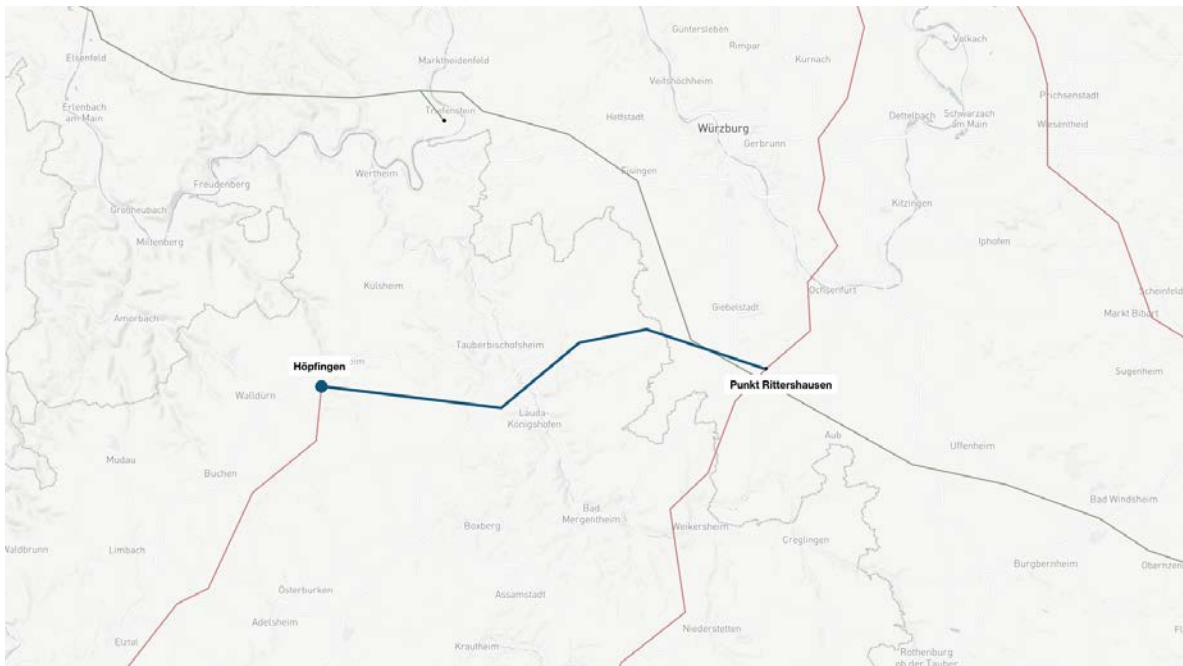 Güntersleben
Rimpar
Volkach
Elsenfeld
Marktheidenfeld
Kurnach
Veitshöchheim
Prichsenstadt
Erlenbach
am Main
Triefenstein
Hettstadt
Dettelbach
Schwarzach
am Main
Wiesentheid
Würzburg
Gerbrunn
Wertheim
Eisingen
Freudenberg
Kitzingen
Großheubach
Miltenberg
Iphofen
Külsheim
Ochsenfurt
Scheinfeld
Amorbach
Giebelstadt
Markt Bibart
Tauberbischofsheim
Höpfingen
Sugenheim
Punkt Rittershausen
Walldürn
Lauda-
Königshofen
Aub
Uffenheim
Mudau
Buchen
Bad Windsheim
Bad
Mergentheim
Boxberg
Weikersheim
Creglingen
Waldbrunn
Limbach
Burgbernheim
Obernzen
Österburken
Assamstadt
Adelsheim
Elztal
Krautheim
Niederstetten
Rothenburg
ob der Tauber